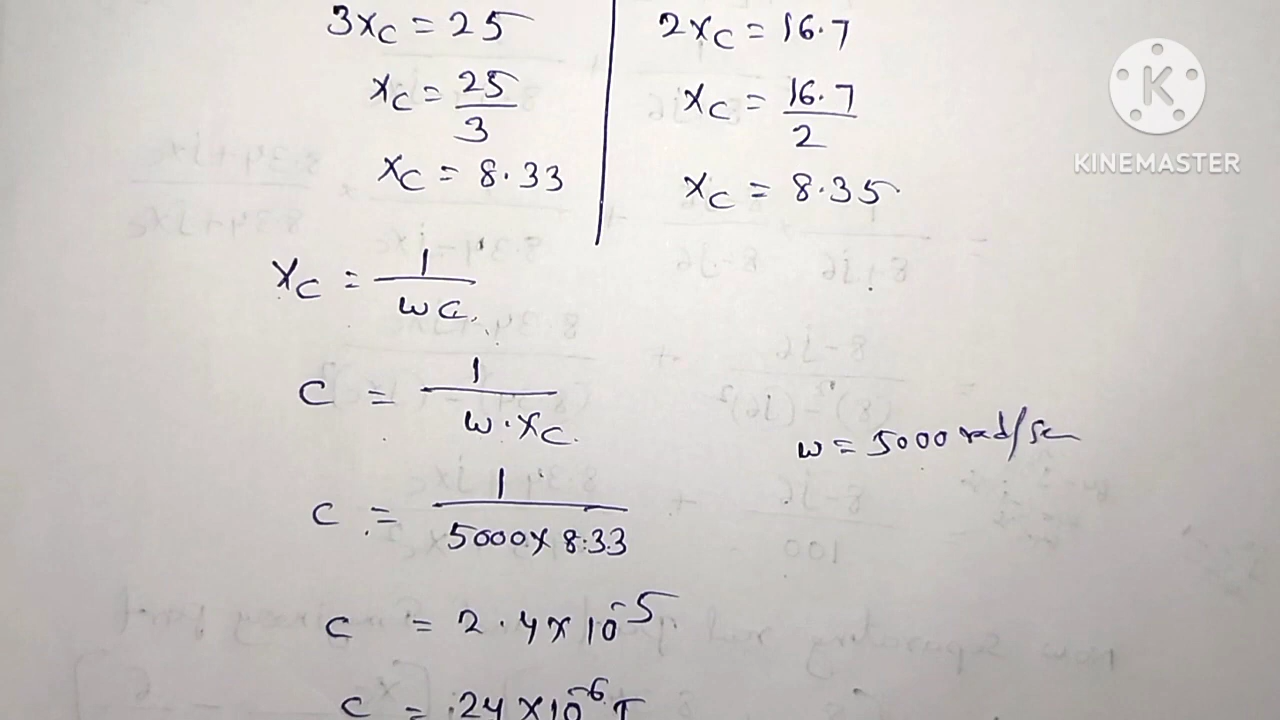 3xc = 25
xc = 25/3
xc = 8.33
2xc = 16.7
xc = 16.7/2
xc = 8.35
K
KINEMASTER
Xc = 1/wc
c = 1/w.Xc
w = 5000 rad/sec
c = 1/5000x8.33
c = 2.4x10^-5
c = 24x10^-6